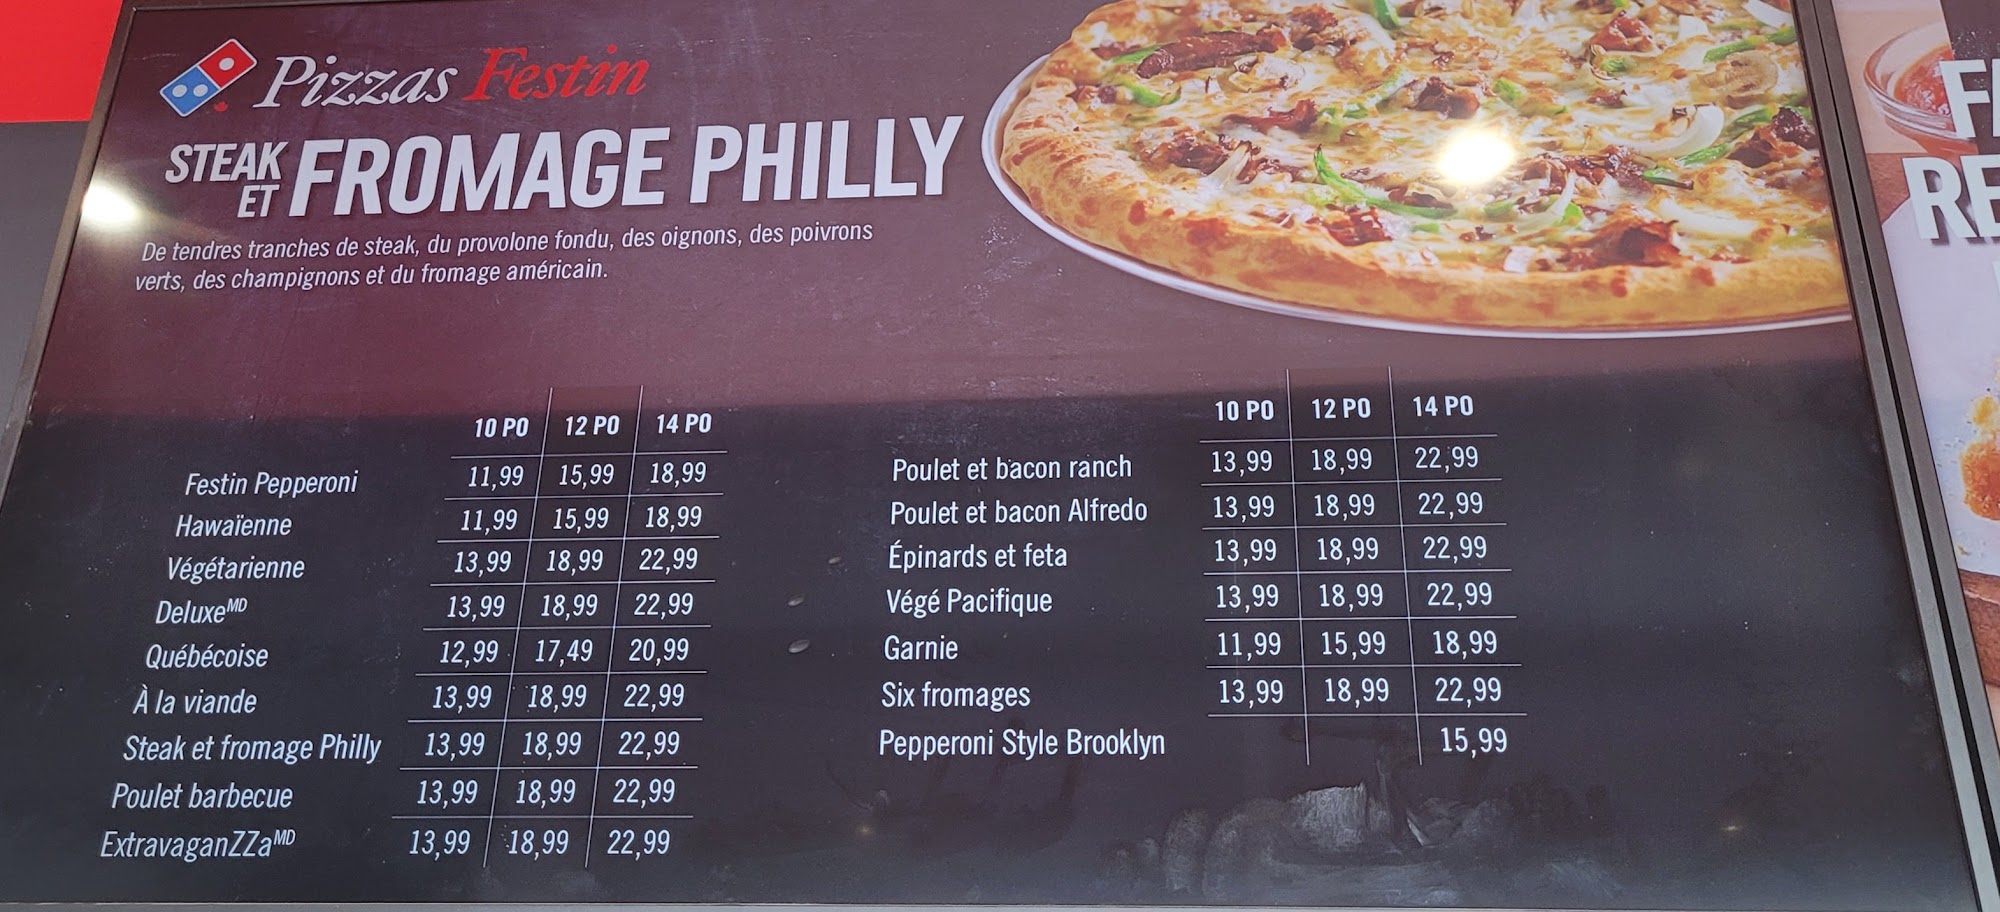 Pizzas Festin
STEAK ET FROMAGE PHILLY
De tendres tranches de steak, du provolone fondu, des oignons, des poivrons
verts, des champignons et du fromage américain.
10 PO 12 PO 14 PO
Festin Pepperoni 11,99 15,99 18,99
Hawaïenne 11,99 15,99 18,99
Végétarienne 13,99 18,99 22,99
Deluxe MD 13,99 18,99 22,99
Québécoise 12,99 17,49 20,99
À la viande 13,99 18,99 22,99
Steak et fromage Philly 13,99 18,99 22,99
Poulet barbecue 13,99 18,99 22,99
ExtravaganZZa MD 13,99 18,99 22,99
10 PO 12 PO 14 PO
Poulet et bacon ranch 13,99 18,99 22,99
Poulet et bacon Alfredo 13,99 18,99 22,99
Épinards et feta 13,99 18,99 22,99
Végé Pacifique 13,99 18,99 22,99
Garnie 11,99 15,99 18,99
Six fromages 13,99 18,99 22,99
Pepperoni Style Brooklyn 15,99